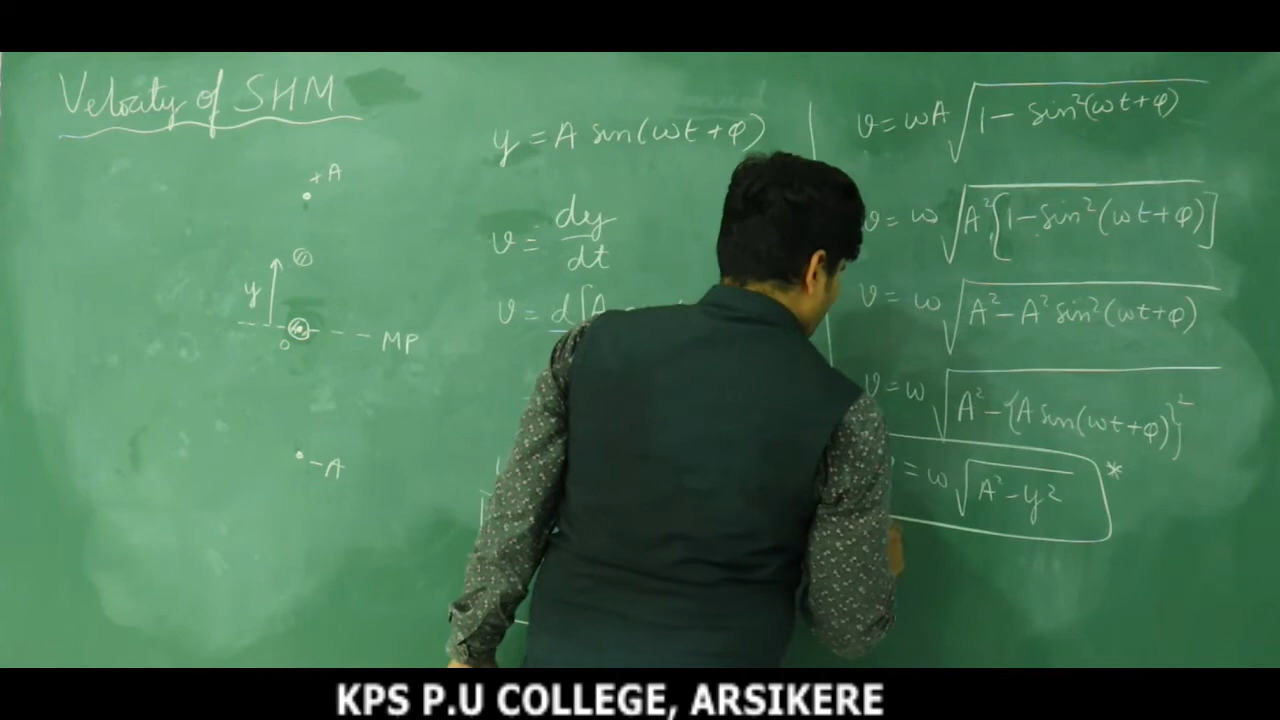 Velocity of SHM
+A
y
O
MP
-A
y = A sin(ωt+φ)
v = dy/dt
v = d[A
v = ωA √(1 - sin²(ωt+φ))
v = ω √(A²[1 - sin²(ωt+φ)])
v = ω √(A² - A² sin²(ωt+φ))
v = ω √(A² - {A sin(ωt+φ)}²)
= ω √(A² - y²) *
KPS P.U COLLEGE, ARSIKERE